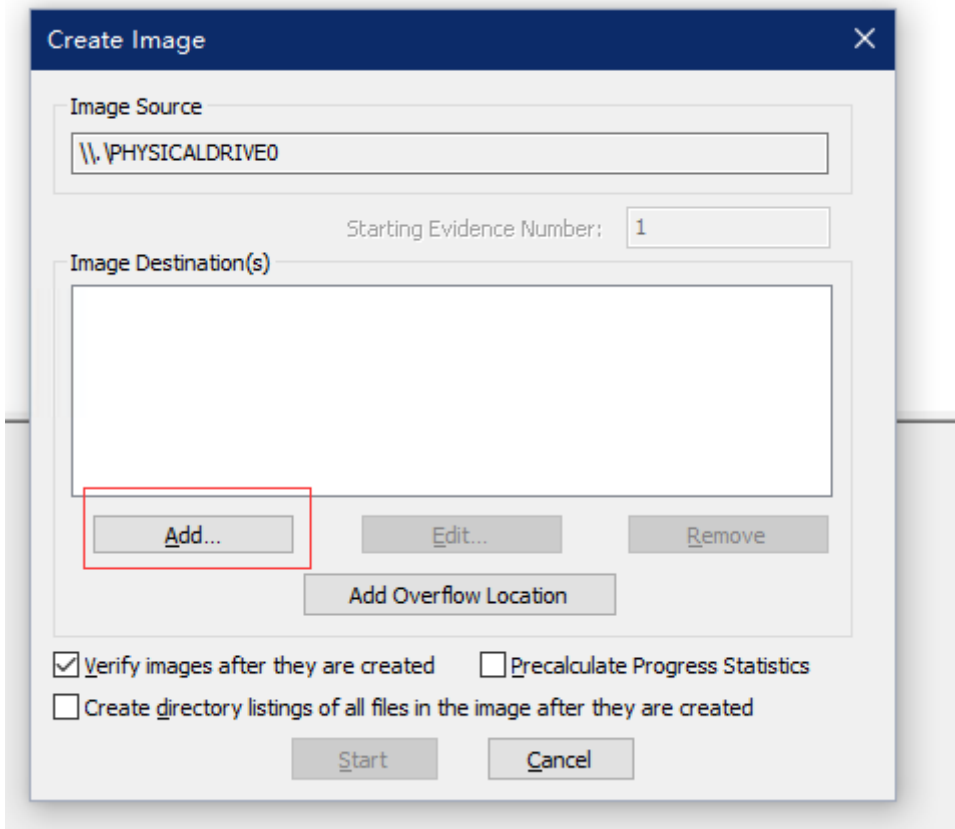 Create Image
Image Source
\\.\PHYSICALDRIVE0
Starting Evidence Number: 1
Image Destination(s)
Add... Edit... Remove
Add Overflow Location
Verify images after they are created Precalculate Progress Statistics
Create directory listings of all files in the image after they are created
Start Cancel